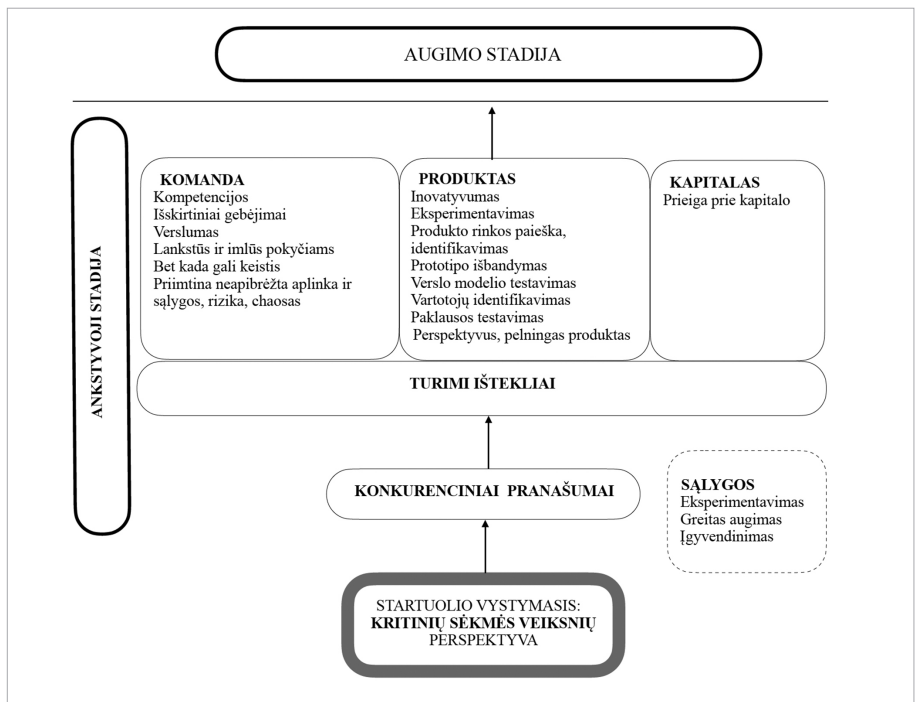 AUGIMO STADIJA
ANKSTYVOJI STADIJA
KOMANDA
Kompetencijos
Išskirtiniai gebėjimai
Verslumas
Lankstūs ir imlūs pokyčiams
Bet kada gali keistis
Priimtina neapibrėžta aplinka ir
sąlygos, rizika, chaosas
PRODUKTAS
Inovatyvumas
Eksperimentavimas
Produkto rinkos paieška,
identifikavimas
Prototipo išbandymas
Verslo modelio testavimas
Vartotojų identifikavimas
Paklausos testavimas
Perspektyvus, pelningas produktas
KAPITALAS
Prieiga prie kapitalo
TURIMI IŠTEKLIAI
KONKURENCINIAI PRANAŠUMAI
SĄLYGOS
Eksperimentavimas
Greitas augimas
Įgyvendinimas
STARTUOLIO VYSTYMASIS:
KRITINIŲ SĖKMĖS VEIKSNIŲ
PERSPEKTYVA